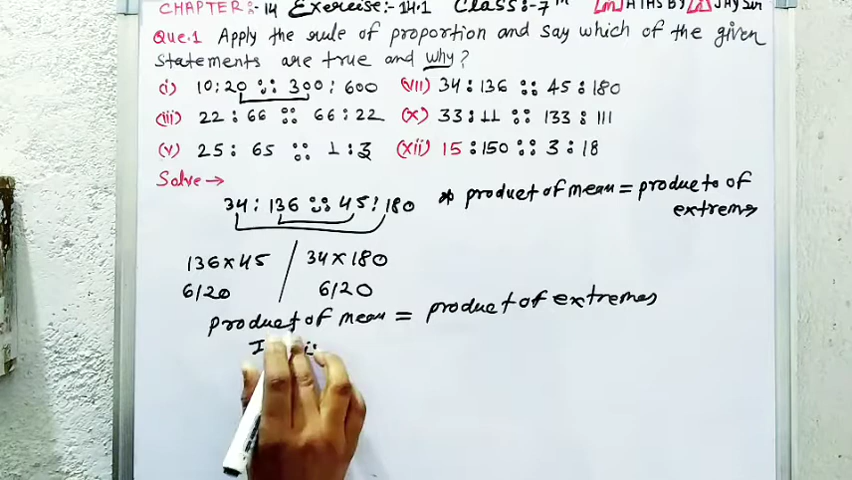 CHAPTER:-14 Exercise:-14.1 Class:-7th MATHS BY AJAY Sir
Que.1 Apply the rule of proportion and say which of the given
statements are true and why?
(i) 10:20 :: 300:600 (vii) 34:136 :: 45:180
(iii) 22:66 :: 66:22 (x) 33:11 :: 133:111
(v) 25:65 :: 1:3 (xii) 15:150 :: 3:18
Solve→
34:136 :: 45:180 * product of mean = producto of
extrems
136×45 / 34×180
6120 6120
product of mean = product of extremes